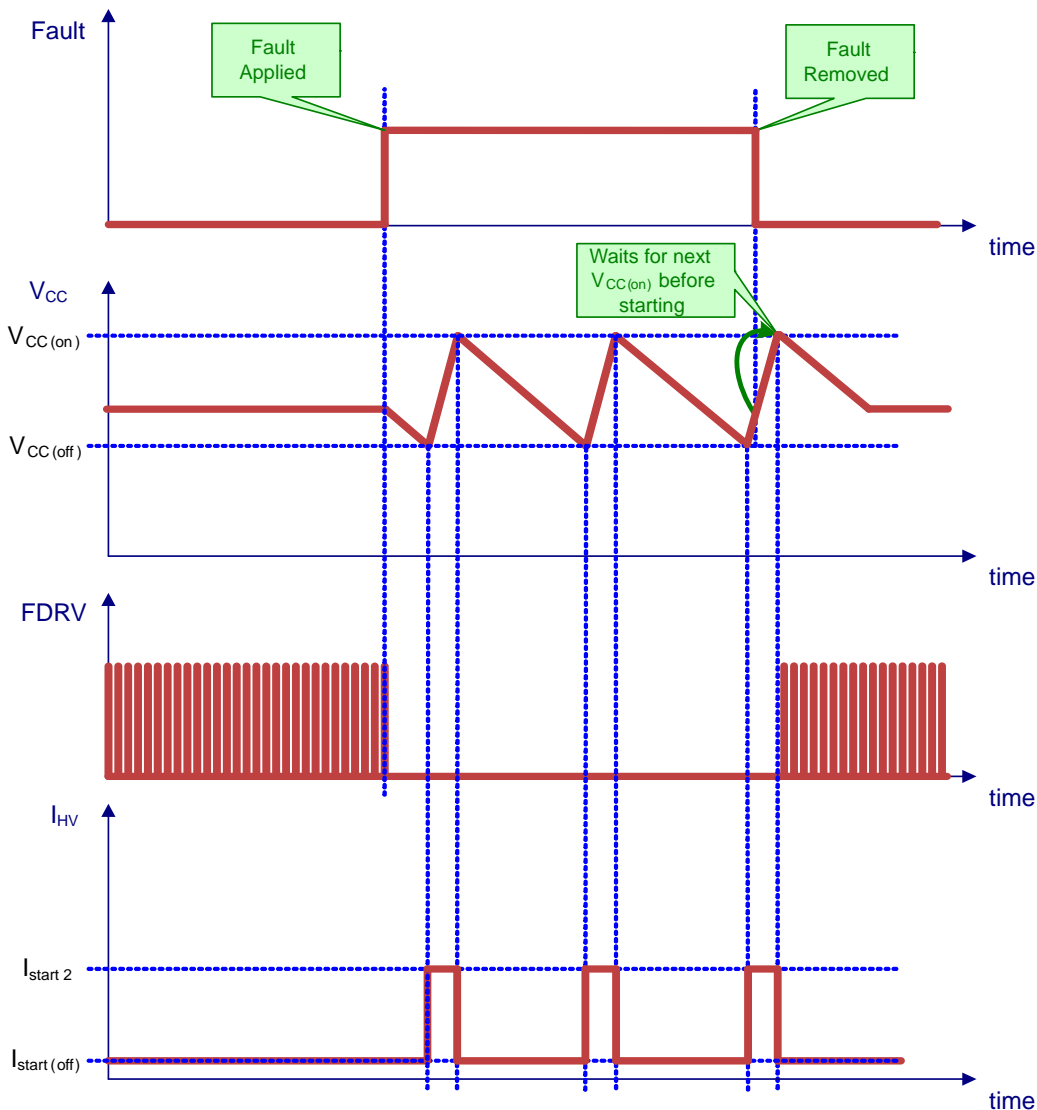 Fault
Fault
Applied
Fault
Removed
time
VCC
Waits for next
VCC(on) before
starting
VCC(on)
VCC(off)
time
FDRV
time
IHV
Istart 2
Istart(off)
time